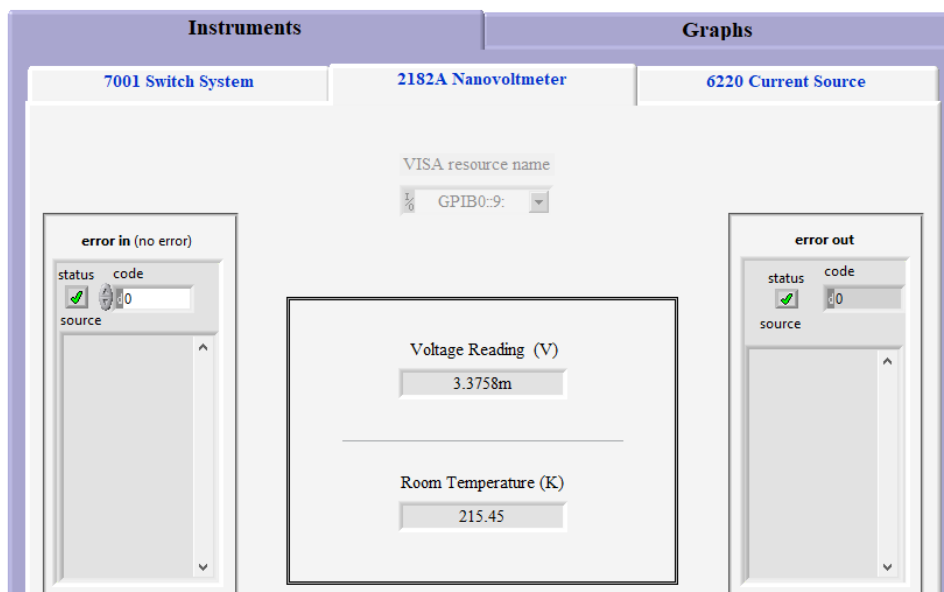 Instruments
Graphs
7001 Switch System
2182A Nanovoltmeter
6220 Current Source
VISA resource name
I/O GPIB0::9:
error in (no error)
status code
d 0
source
Voltage Reading (V)
3.3758m
Room Temperature (K)
215.45
error out
status code
d 0
source